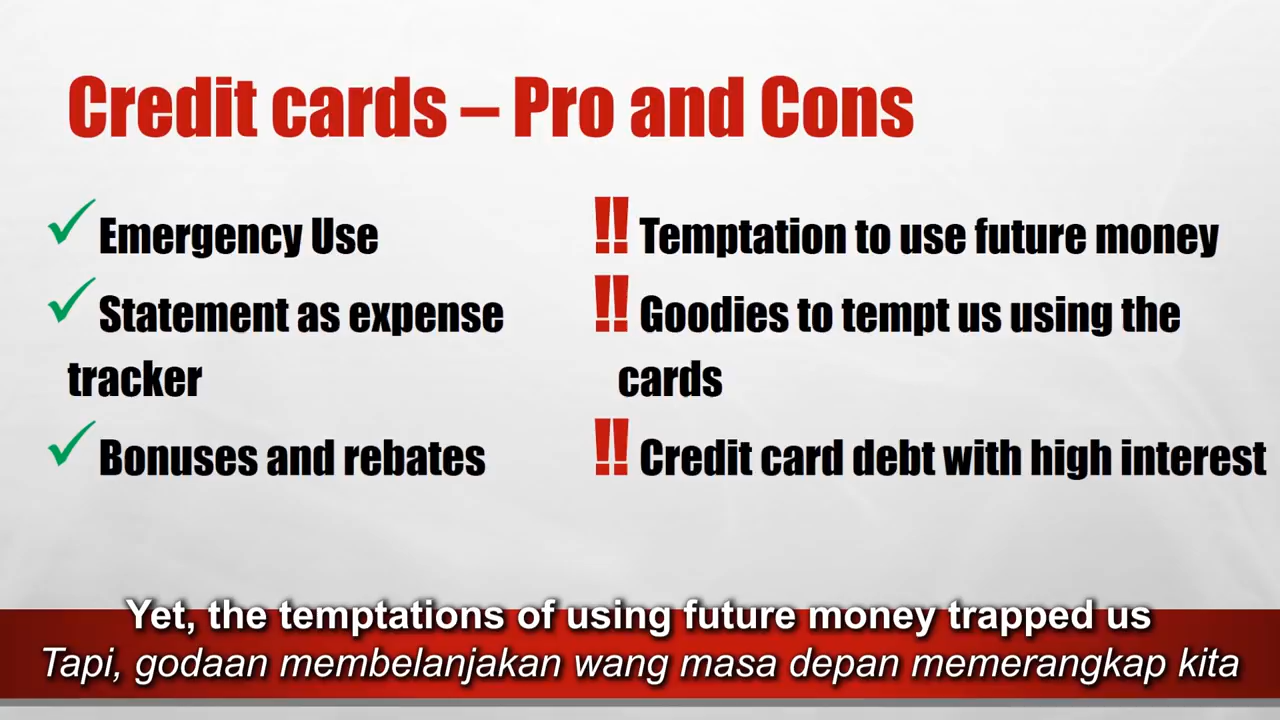 Credit cards – Pro and Cons
✓ Emergency Use
✓ Statement as expense
tracker
✓ Bonuses and rebates
!! Temptation to use future money
!! Goodies to tempt us using the
cards
!! Credit card debt with high interest
Yet, the temptations of using future money trapped us
Tapi, godaan membelanjakan wang masa depan memerangkap kita